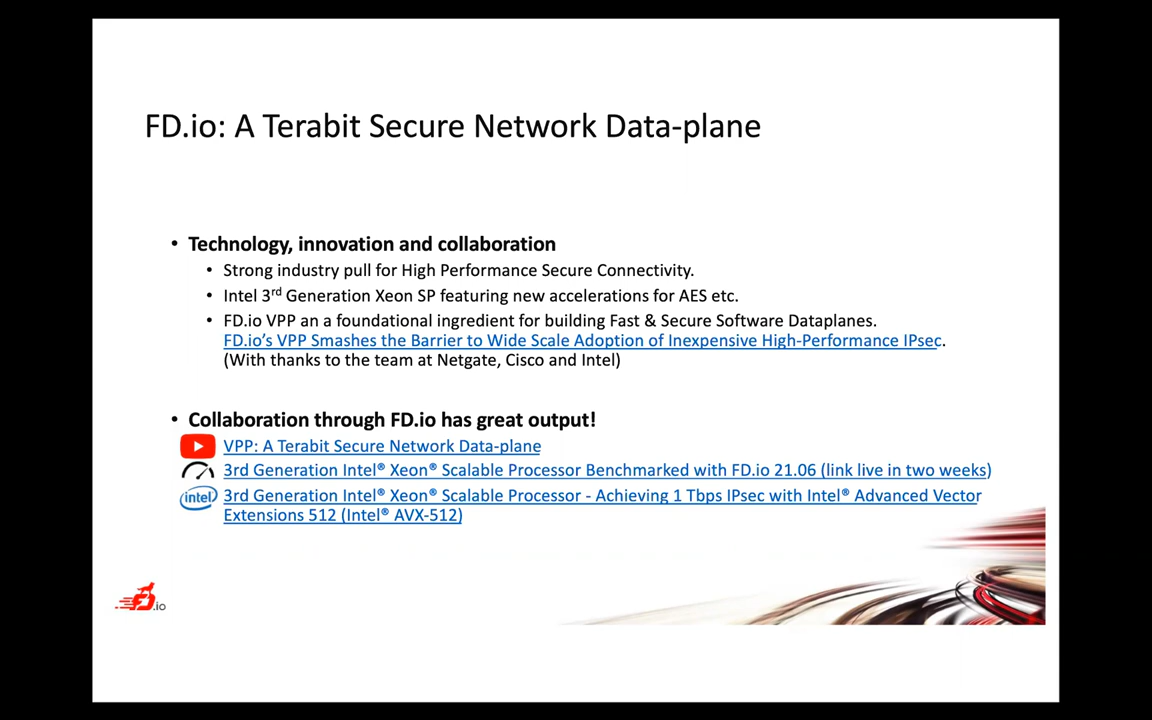 FD.io: A Terabit Secure Network Data-plane
• Technology, innovation and collaboration
• Strong industry pull for High Performance Secure Connectivity.
• Intel 3rd Generation Xeon SP featuring new accelerations for AES etc.
• FD.io VPP an a foundational ingredient for building Fast & Secure Software Dataplanes.
FD.io's VPP Smashes the Barrier to Wide Scale Adoption of Inexpensive High-Performance IPsec.
(With thanks to the team at Netgate, Cisco and Intel)
• Collaboration through FD.io has great output!
VPP: A Terabit Secure Network Data-plane
3rd Generation Intel® Xeon® Scalable Processor Benchmarked with FD.io 21.06 (link live in two weeks)
intel 3rd Generation Intel® Xeon® Scalable Processor - Achieving 1 Tbps IPsec with Intel® Advanced Vector
Extensions 512 (Intel® AVX-512)
FD.io